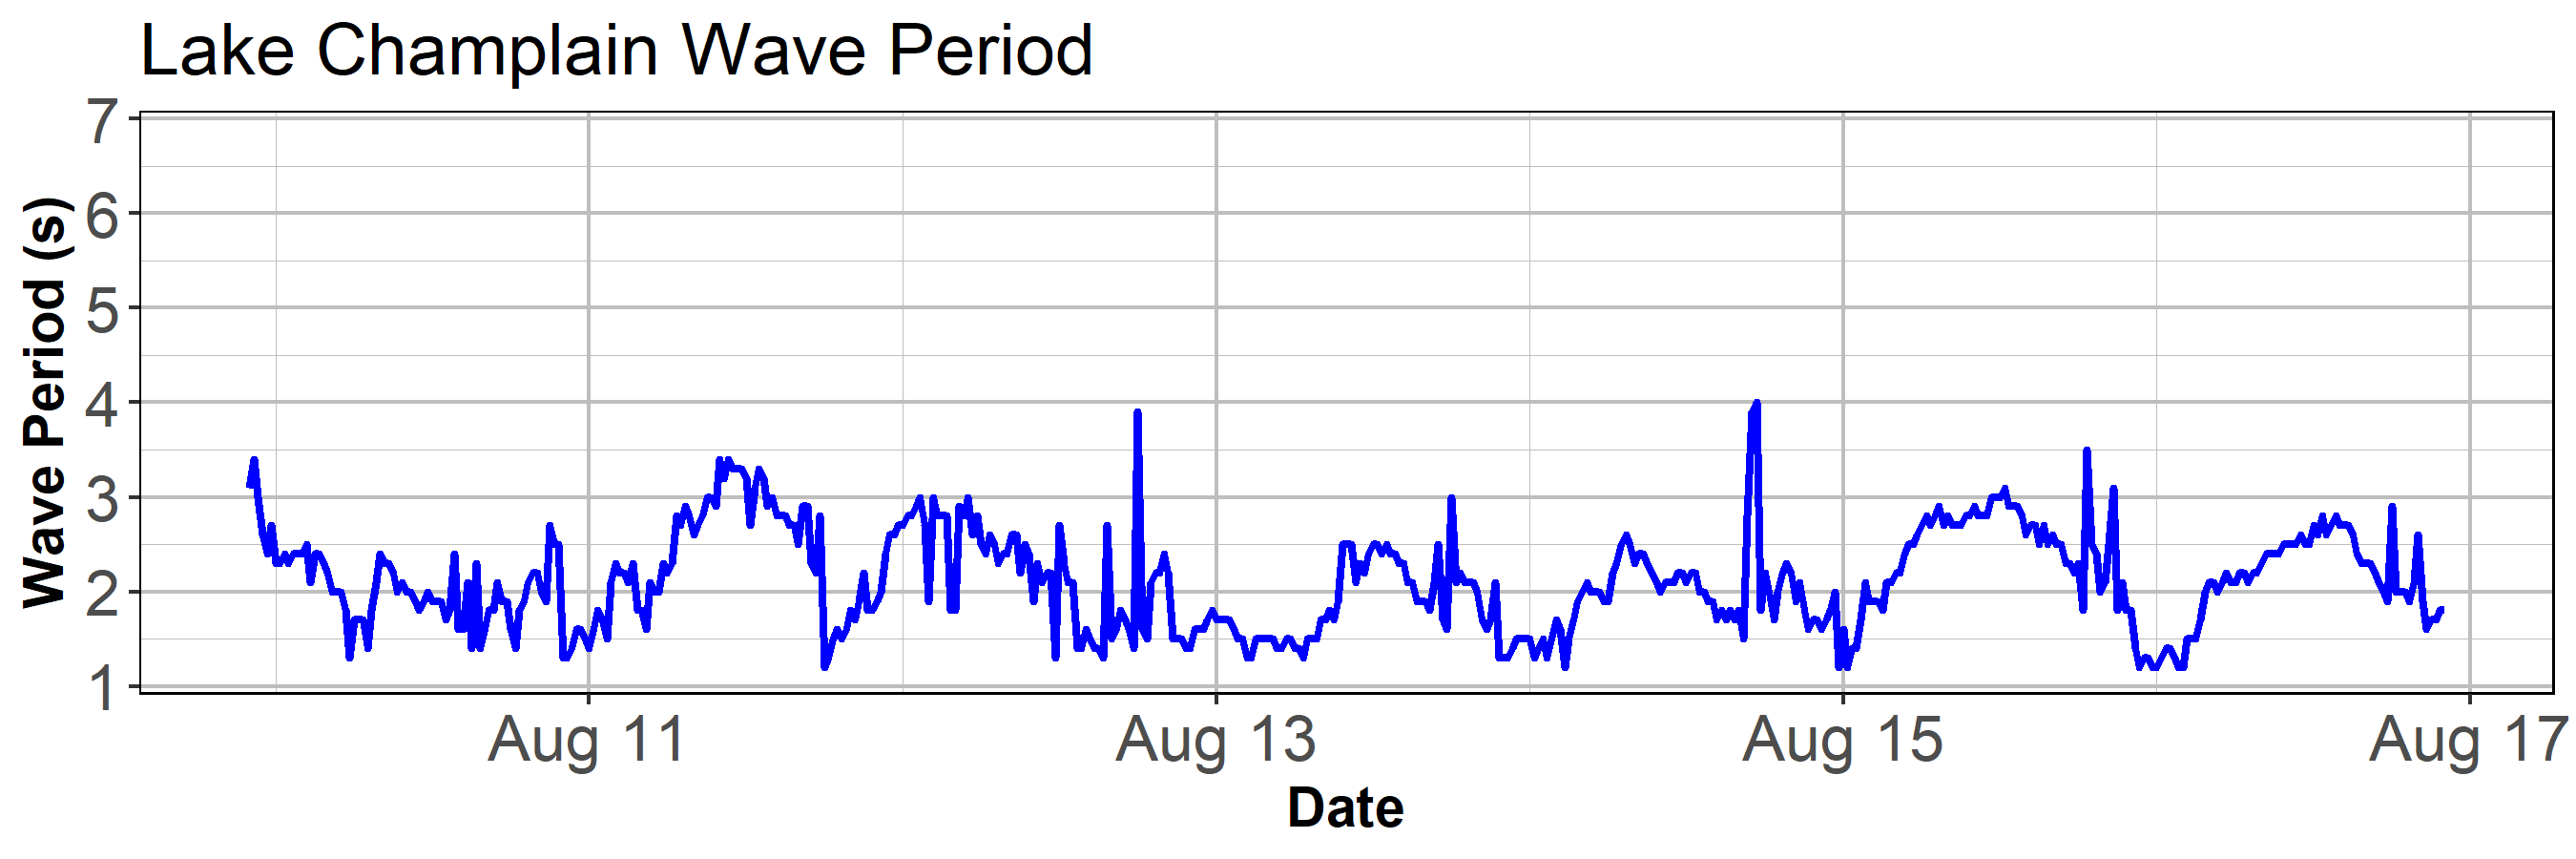 Lake Champlain Wave Period
Wave Period (s)
7
6
5
4
3
2
1
Aug 11
Aug 13
Aug 15
Aug 17
Date